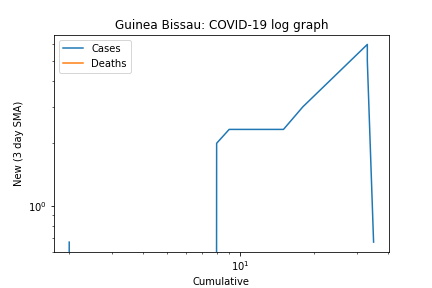 Guinea Bissau: COVID-19 log graph
Cases
Deaths
New (3 day SMA)
10⁰
10¹
Cumulative